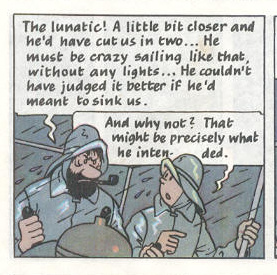 The lunatic! A little bit closer and
he'd have cut us in two... He
must be crazy sailing like that,
without any lights... He couldn't
have judged it better if he'd
meant to sink us.
And why not? That
might be precisely what
he inten- ded.